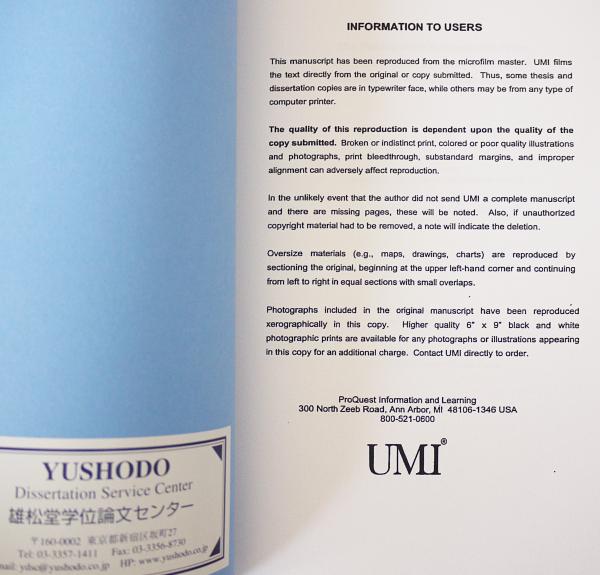 INFORMATION TO USERS
This manuscript has been reproduced from the microfilm master. UMI films
the text directly from the original or copy submitted. Thus, some thesis and
dissertation copies are in typewriter face, while others may be from any type of
computer printer.
The quality of this reproduction is dependent upon the quality of the
copy submitted. Broken or indistinct print, colored or poor quality illustrations
and photographs, print bleedthrough, substandard margins, and improper
alignment can adversely affect reproduction.
In the unlikely event that the author did not send UMI a complete manuscript
and there are missing pages, these will be noted. Also, if unauthorized
copyright material had to be removed, a note will indicate the deletion.
Oversize materials (e.g., maps, drawings, charts) are reproduced by
sectioning the original, beginning at the upper left-hand corner and continuing
from left to right in equal sections with small overlaps.
Photographs included in the original manuscript have been reproduced
xerographically in this copy. Higher quality 6" x 9" black and white
photographic prints are available for any photographs or illustrations appearing
in this copy for an additional charge. Contact UMI directly to order.
ProQuest Information and Learning
300 North Zeeb Road, Ann Arbor, MI 48106-1346 USA
800-521-0600
UMI®
YUSHODO
Dissertation Service Center
雄松堂学位論文センター
〒160-0002 東京都新宿区坂町27
Tel: 03-3357-1411 Fax: 03-3356-8730
mail: ydsc@yushodo.co.jp HP: www.yushodo.co.jp